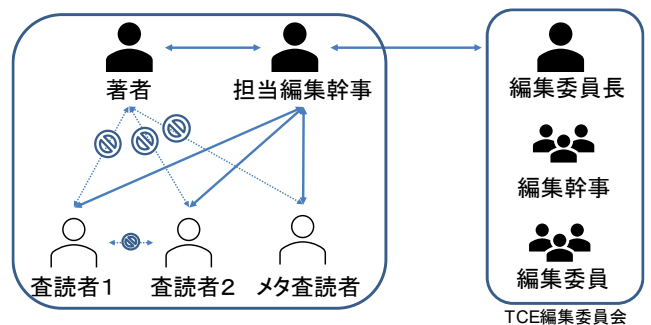 著者
担当編集幹事
編集委員長
編集幹事
査読者1
査読者2
メタ査読者
編集委員
TCE編集委員会